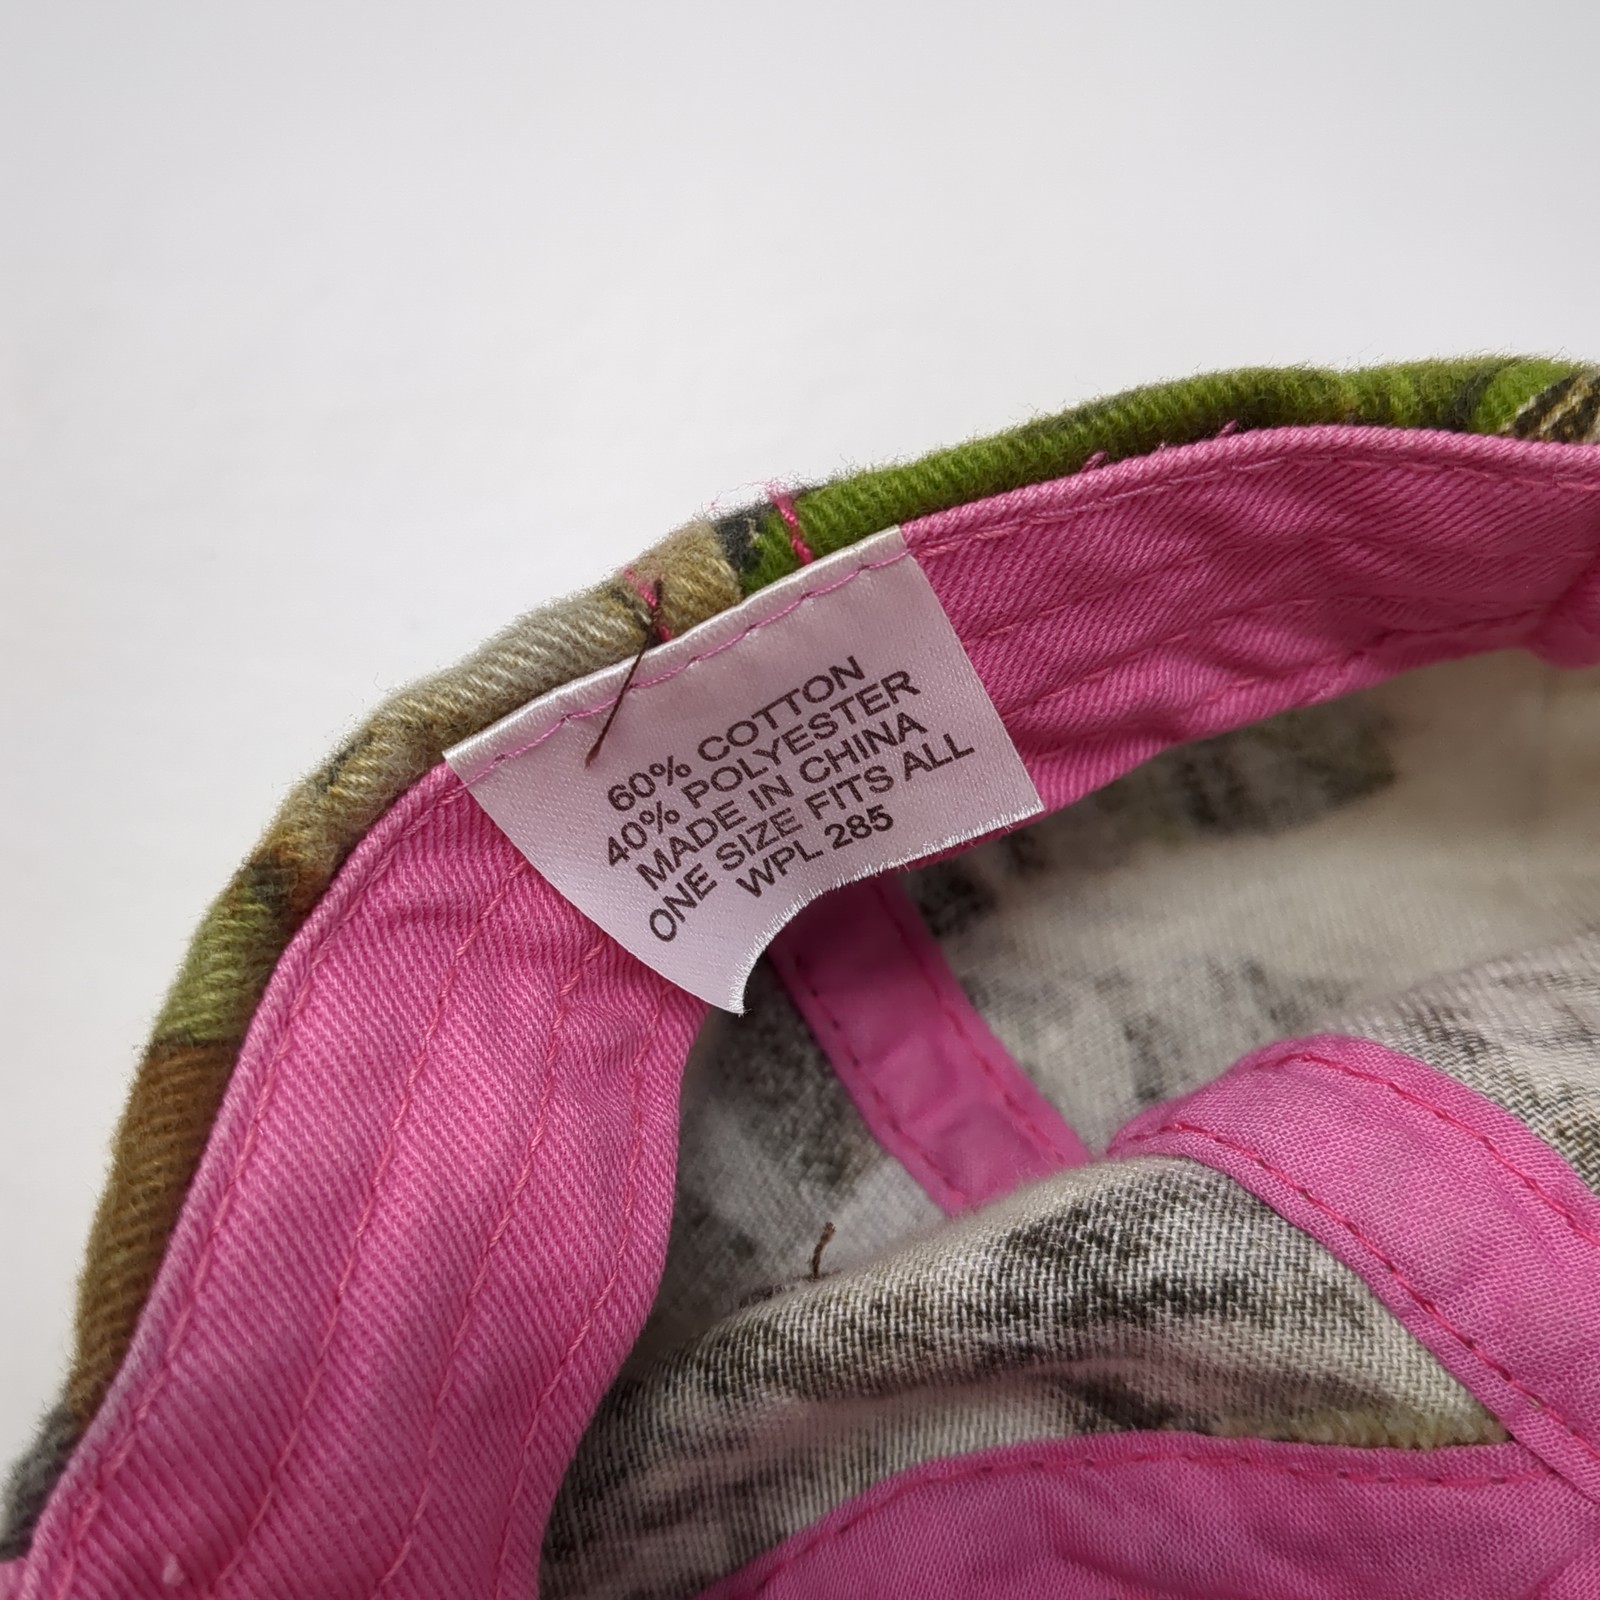 60% COTTON
40% POLYESTER
MADE IN CHINA
ONE SIZE FITS ALL
WPL 285